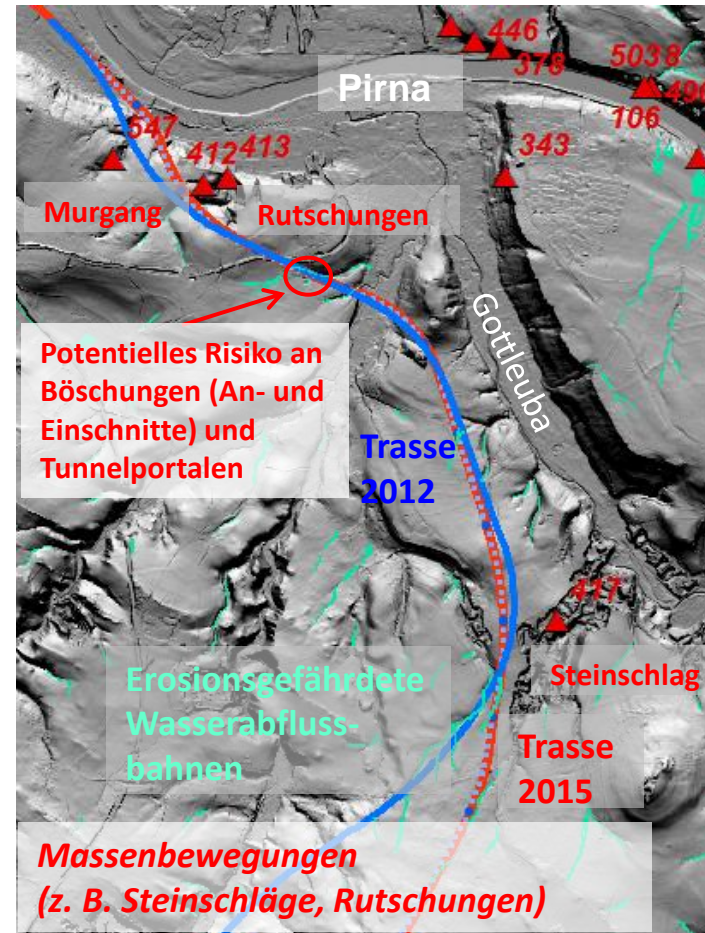 446
378
5038
Pirna
496
106
547
412
413
343
Murgang
Rutschungen
Gottleuba
Potentielles Risiko an
Böschungen (An- und
Einschnitte) und
Tunnelportalen
Trasse
2012
417
Erosionsgefährdete
Wasserabfluss-
bahnen
Steinschlag
Trasse
2015
Massenbewegungen
(z. B. Steinschläge, Rutschungen)